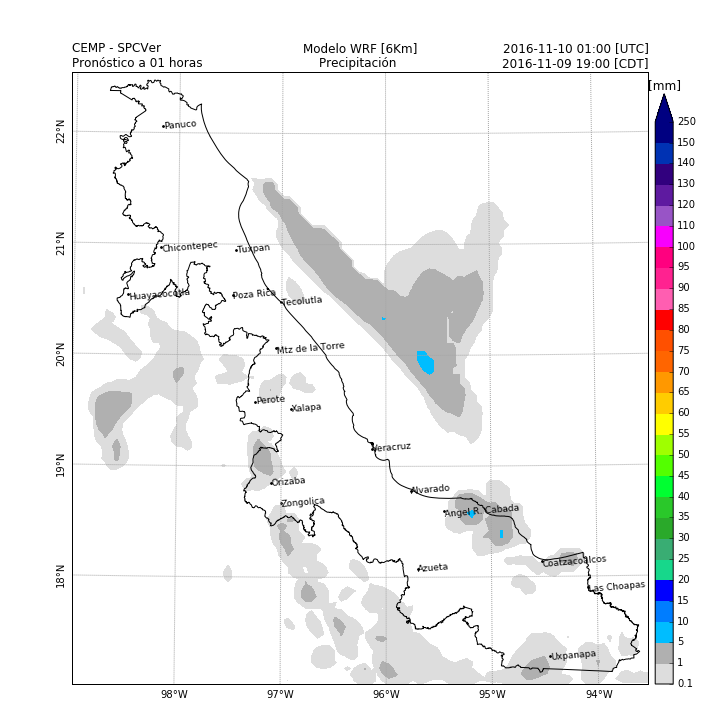 CEMP - SPCVer
Modelo WRF [6Km]
2016-11-10 01:00 [UTC]
Pronóstico a 01 horas
Precipitación
2016-11-09 19:00 [CDT]
[mm]
250
150
140
130
120
110
100
95
90
85
80
75
70
65
60
55
50
45
40
35
30
25
20
15
10
5
1
0.1
22°N
21°N
20°N
19°N
18°N
98°W
97°W
96°W
95°W
94°W
Panuco
Chicontepec
Tuxpan
Huayacocotla
Poza Rica
Tecolutla
Mtz de la Torre
Perote
Xalapa
Veracruz
Orizaba
Alvarado
Zongolica
Angel R. Cabada
Azueta
Coatzacoalcos
Las Choapas
Uxpanapa